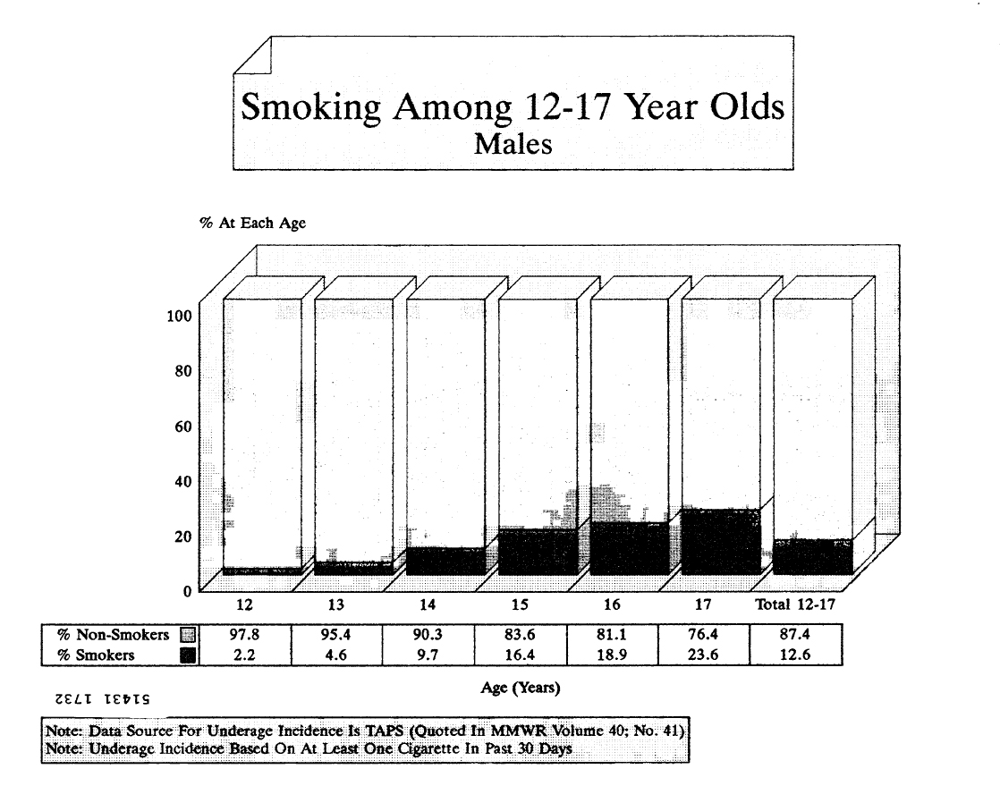 Smoking Among 12-17 Year Olds
Males
% At Each Age
100
80
60
40
20
0
12 13 14 15 16 17 Total 12-17
% Non-Smokers 97.8 95.4 90.3 83.6 81.1 76.4 87.4
% Smokers 2.2 4.6 9.7 16.4 18.9 23.6 12.6
Age (Years)
51431 1732
Note: Data Source For Underage Incidence Is TAPS (Quoted In MMWR Volume 40; No. 41)
Note: Underage Incidence Based On At Least One Cigarette In Past 30 Days